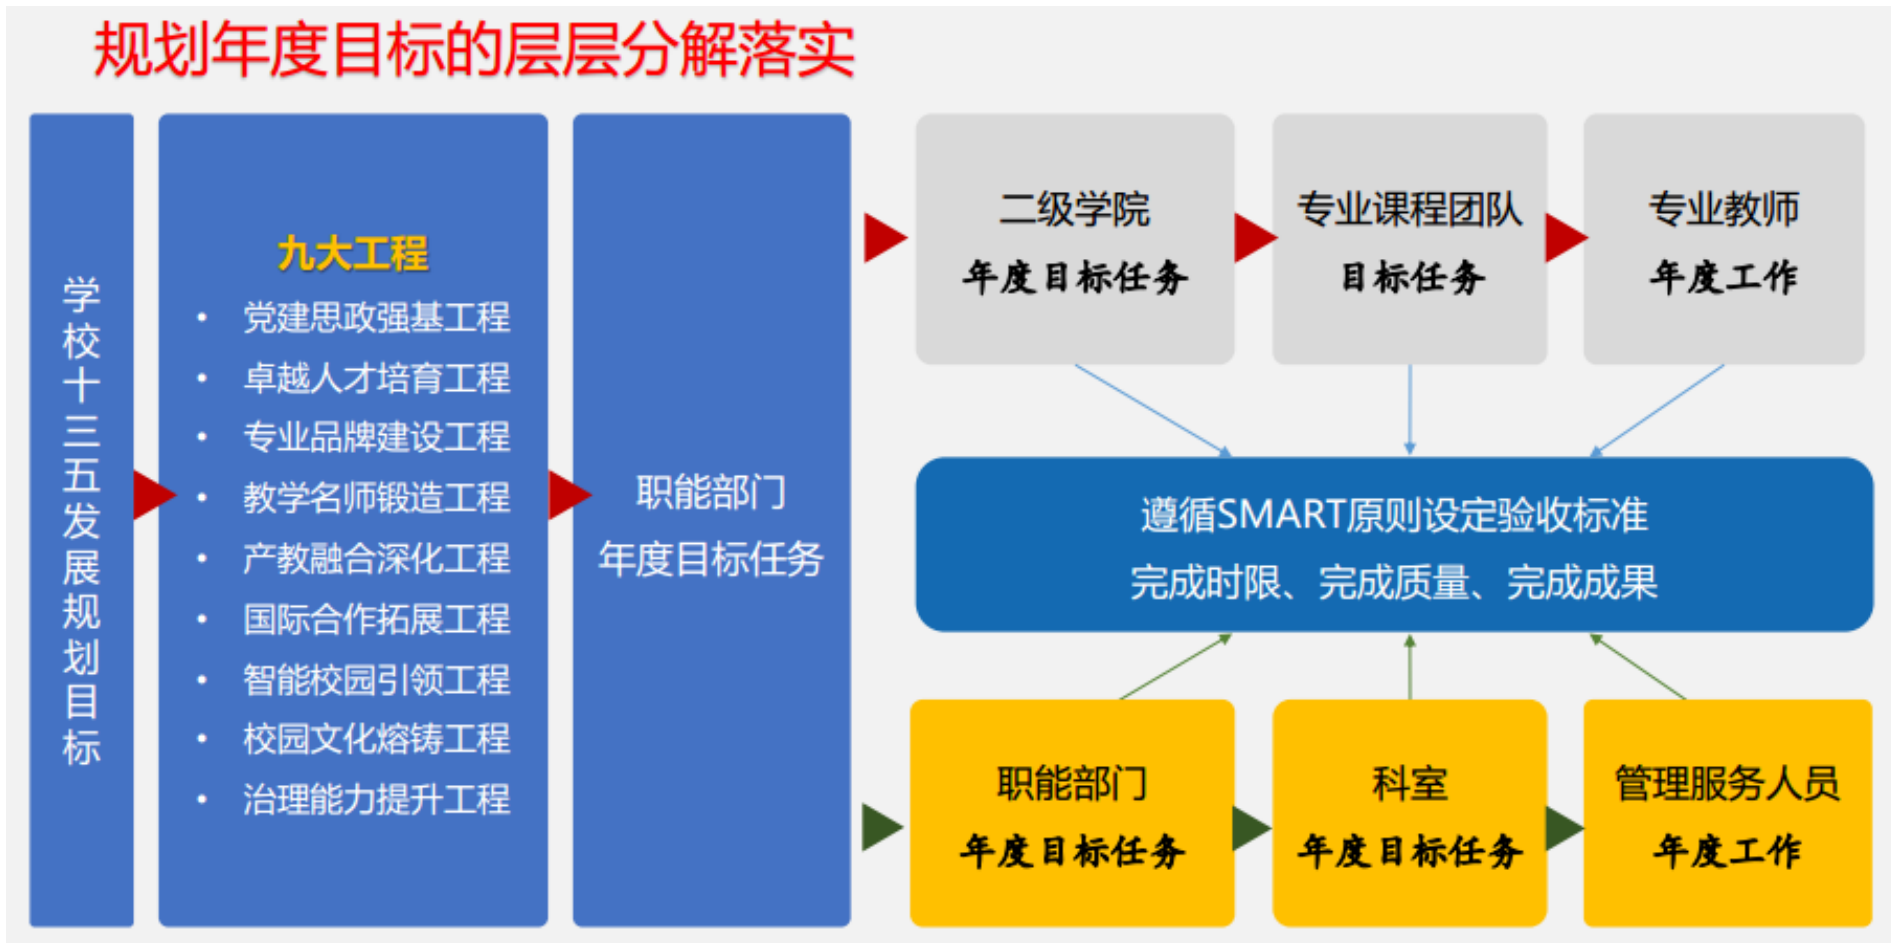 规划年度目标的层层分解落实
学校十三五发展规划目标
九大工程
• 党建思政强基工程
• 卓越人才培育工程
• 专业品牌建设工程
• 教学名师锻造工程
• 产教融合深化工程
• 国际合作拓展工程
• 智能校园引领工程
• 校园文化熔铸工程
• 治理能力提升工程
职能部门
年度目标任务
二级学院
年度目标任务
专业课程团队
目标任务
专业教师
年度工作
遵循SMART原则设定验收标准
完成时限、完成质量、完成成果
职能部门
年度目标任务
科室
年度目标任务
管理服务人员
年度工作